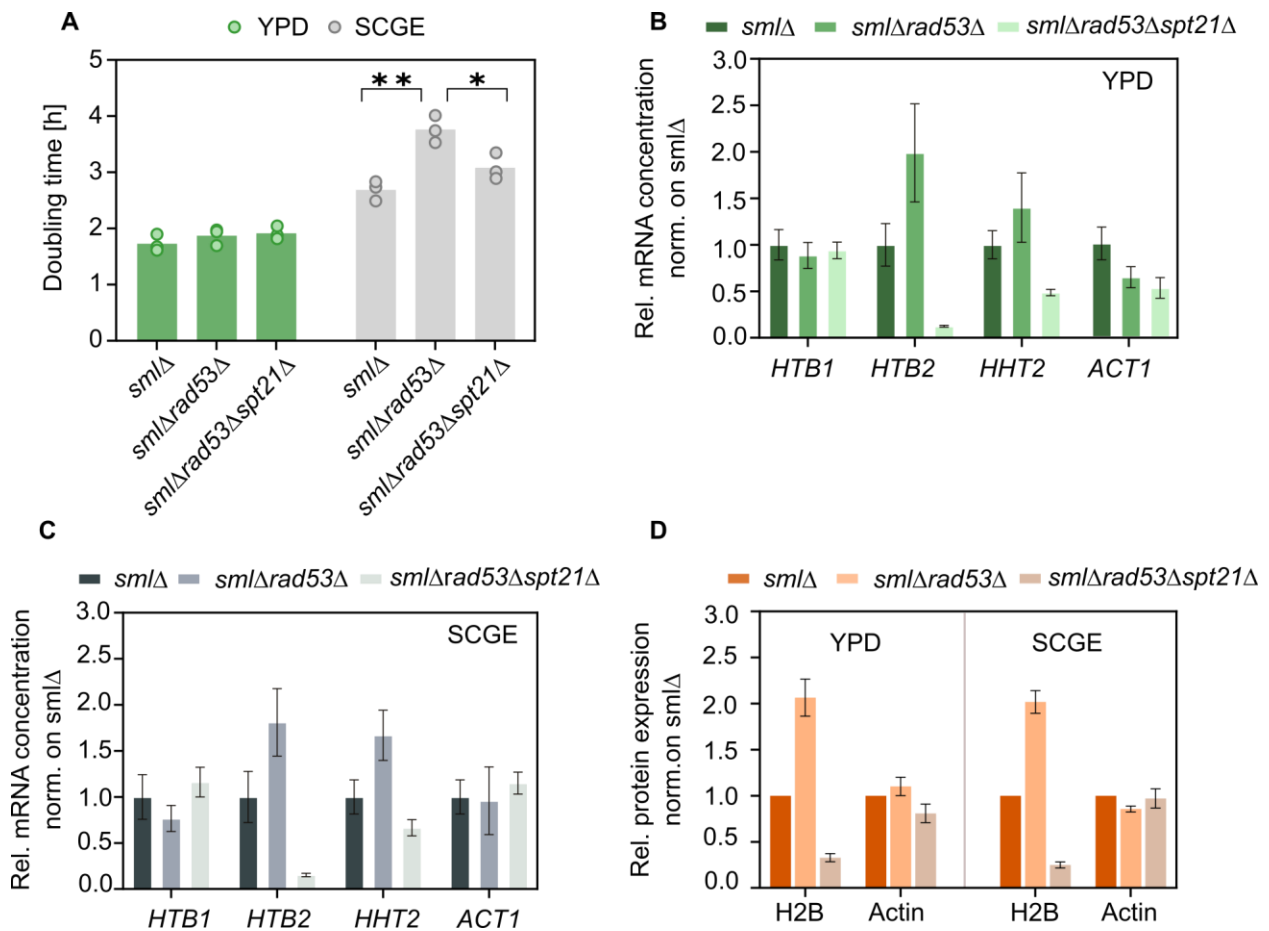 A
YPD SCGE
Doubling time [h]
5
4
3
2
1
0
** *
smlΔ
smlΔrad53Δ
smlΔrad53Δspt21Δ
smlΔ
smlΔrad53Δ
smlΔrad53Δspt21Δ
B
smlΔ smlΔrad53Δ smlΔrad53Δspt21Δ
YPD
Rel. mRNA concentration
norm. on smlΔ
3.0
2.5
2.0
1.5
1.0
0.5
0.0
HTB1 HTB2 HHT2 ACT1
C
smlΔ smlΔrad53Δ smlΔrad53Δspt21Δ
SCGE
Rel. mRNA concentration
norm. on smlΔ
3.0
2.5
2.0
1.5
1.0
0.5
0.0
HTB1 HTB2 HHT2 ACT1
D
smlΔ smlΔrad53Δ smlΔrad53Δspt21Δ
YPD SCGE
Rel. protein expression
norm.on smlΔ
3.0
2.5
2.0
1.5
1.0
0.5
0.0
H2B Actin H2B Actin